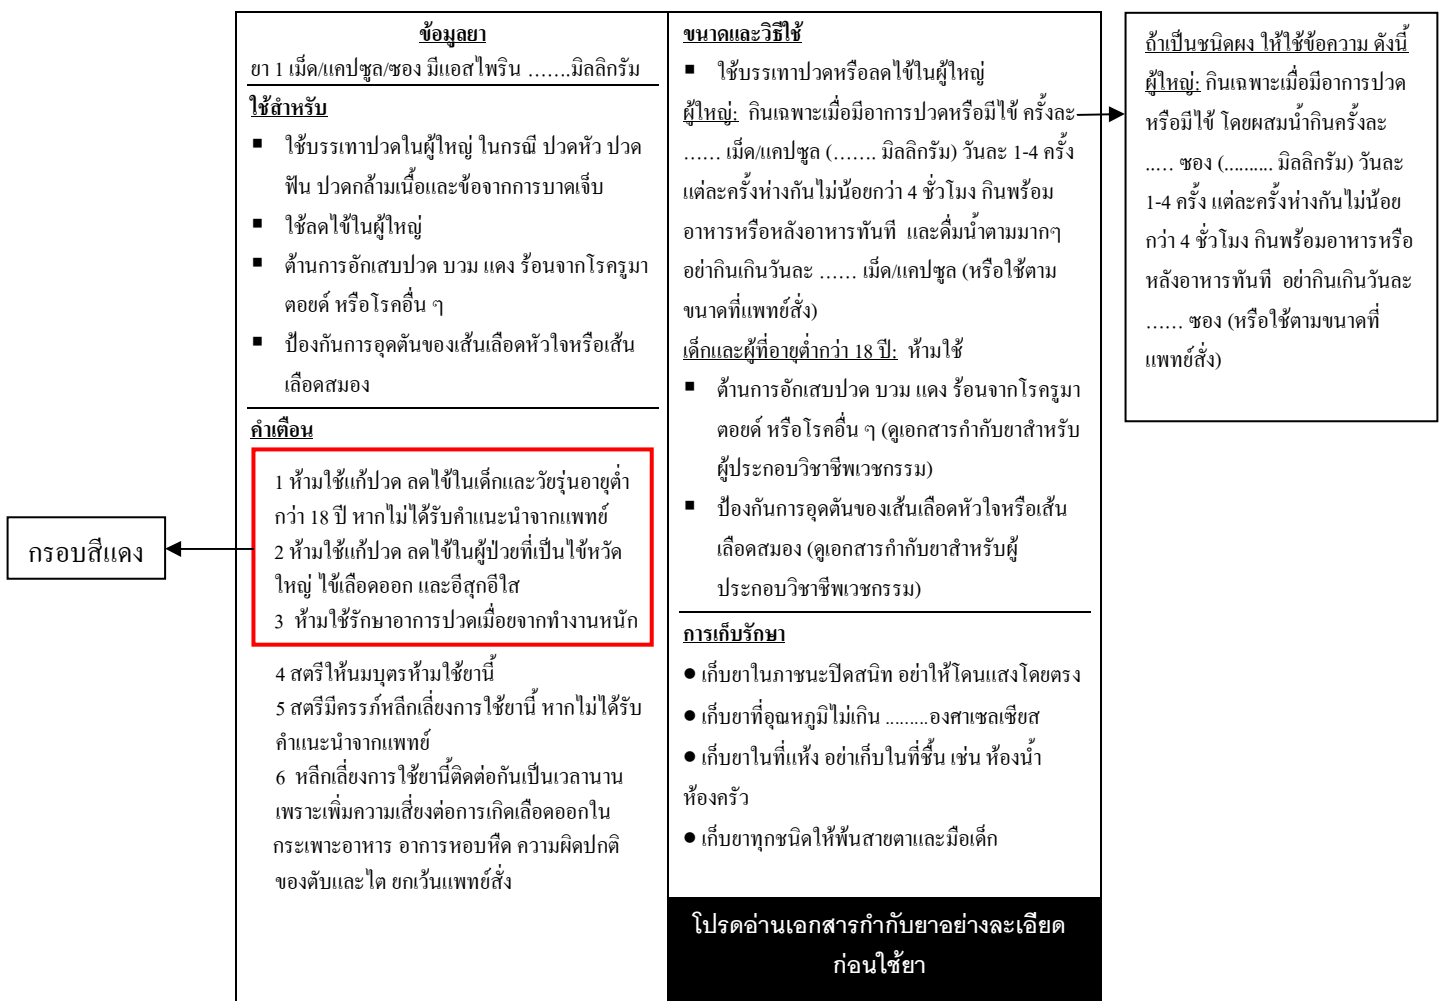 ข้อมูลยา
ยา 1 เม็ด/แคปซูล/ซอง มีแอสไพริน …….มิลลิกรัม
ใช้สำหรับ
▪ ใช้บรรเทาปวดในผู้ใหญ่ ในกรณี ปวดหัว ปวด
ฟัน ปวดกล้ามเนื้อและข้อจากการบาดเจ็บ
▪ ใช้ลดไข้ในผู้ใหญ่
▪ ต้านการอักเสบปวด บวม แดง ร้อนจากโรครูมา
ตอยด์ หรือโรคอื่น ๆ
▪ ป้องกันการอุดตันของเส้นเลือดหัวใจหรือเส้น
เลือดสมอง
คำเตือน
1 ห้ามใช้แก้ปวด ลดไข้ในเด็กและวัยรุ่นอายุต่ำ
กว่า 18 ปี หากไม่ได้รับคำแนะนำจากแพทย์
2 ห้ามใช้แก้ปวด ลดไข้ในผู้ป่วยที่เป็นไข้หวัด
ใหญ่ ไข้เลือดออก และอีสุกอีใส
3 ห้ามใช้รักษาอาการปวดเมื่อยจากทำงานหนัก
กรอบสีแดง
4 สตรีให้นมบุตรห้ามใช้ยานี้
5 สตรีมีครรภ์หลีกเลี่ยงการใช้ยานี้ หากไม่ได้รับ
คำแนะนำจากแพทย์
6 หลีกเลี่ยงการใช้ยานี้ติดต่อกันเป็นเวลานาน
เพราะเพิ่มความเสี่ยงต่อการเกิดเลือดออกใน
กระเพาะอาหาร อาการหอบหืด ความผิดปกติ
ของตับและไต ยกเว้นแพทย์สั่ง
ขนาดและวิธีใช้
▪ ใช้บรรเทาปวดหรือลดไข้ในผู้ใหญ่
ผู้ใหญ่: กินเฉพาะเมื่อมีอาการปวดหรือมีไข้ ครั้งละ
…… เม็ด/แคปซูล (……. มิลลิกรัม) วันละ 1-4 ครั้ง
แต่ละครั้งห่างกันไม่น้อยกว่า 4 ชั่วโมง กินพร้อม
อาหารหรือหลังอาหารทันที และดื่มน้ำตามมากๆ
อย่ากินเกินวันละ …… เม็ด/แคปซูล (หรือใช้ตาม
ขนาดที่แพทย์สั่ง)
เด็กและผู้ที่อายุต่ำกว่า 18 ปี: ห้ามใช้
▪ ต้านการอักเสบปวด บวม แดง ร้อนจากโรครูมา
ตอยด์ หรือโรคอื่น ๆ (ดูเอกสารกำกับยาสำหรับ
ผู้ประกอบวิชาชีพเวชกรรม)
▪ ป้องกันการอุดตันของเส้นเลือดหัวใจหรือเส้น
เลือดสมอง (ดูเอกสารกำกับยาสำหรับผู้
ประกอบวิชาชีพเวชกรรม)
การเก็บรักษา
● เก็บยาในภาชนะปิดสนิท อย่าให้โดนแสงโดยตรง
● เก็บยาที่อุณหภูมิไม่เกิน .........องศาเซลเซียส
● เก็บยาในที่แห้ง อย่าเก็บในที่ชื้น เช่น ห้องน้ำ
ห้องครัว
● เก็บยาทุกชนิดให้พ้นสายตาและมือเด็ก
โปรดอ่านเอกสารกำกับยาอย่างละเอียด
ก่อนใช้ยา
ถ้าเป็นชนิดผง ให้ใช้ข้อความ ดังนี้
ผู้ใหญ่: กินเฉพาะเมื่อมีอาการปวด
หรือมีไข้ โดยผสมน้ำกินครั้งละ
..… ซอง (.......... มิลลิกรัม) วันละ
1-4 ครั้ง แต่ละครั้งห่างกันไม่น้อย
กว่า 4 ชั่วโมง กินพร้อมอาหารหรือ
หลังอาหารทันที อย่ากินเกินวันละ
…… ซอง (หรือใช้ตามขนาดที่
แพทย์สั่ง)